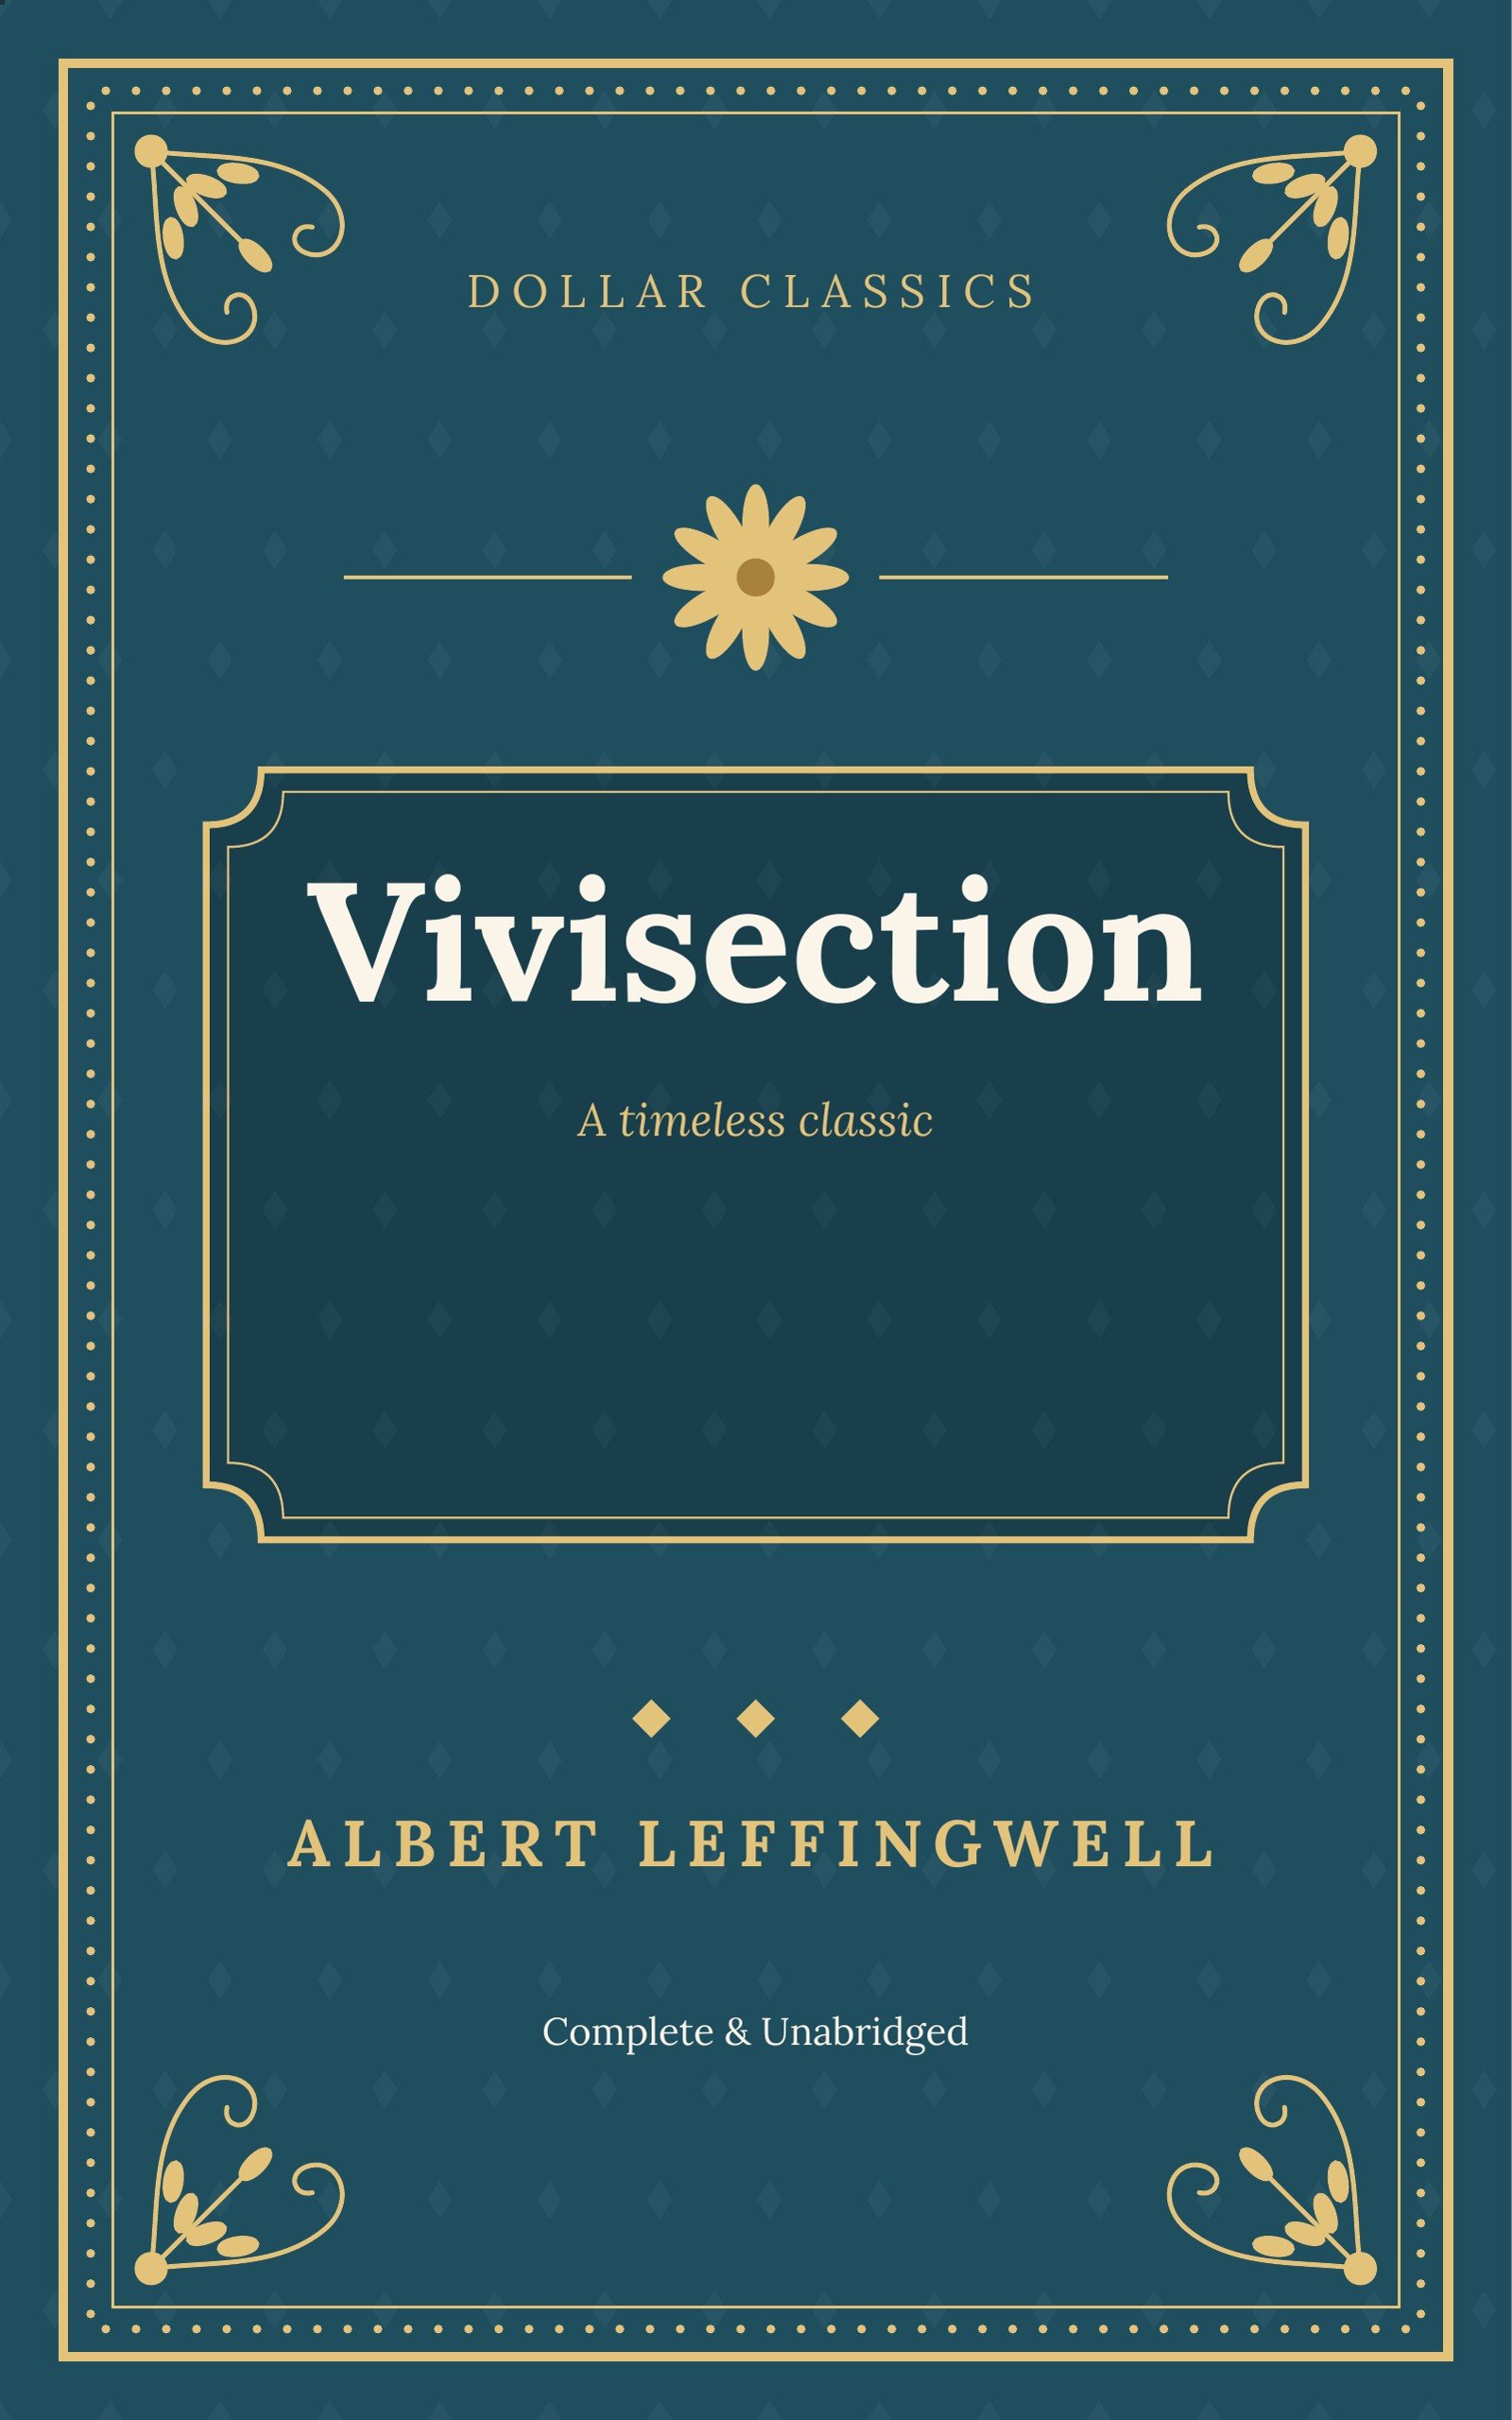 DOLLAR CLASSICS
Vivisection
A timeless classic
ALBERT LEFFINGWELL
Complete & Unabridged